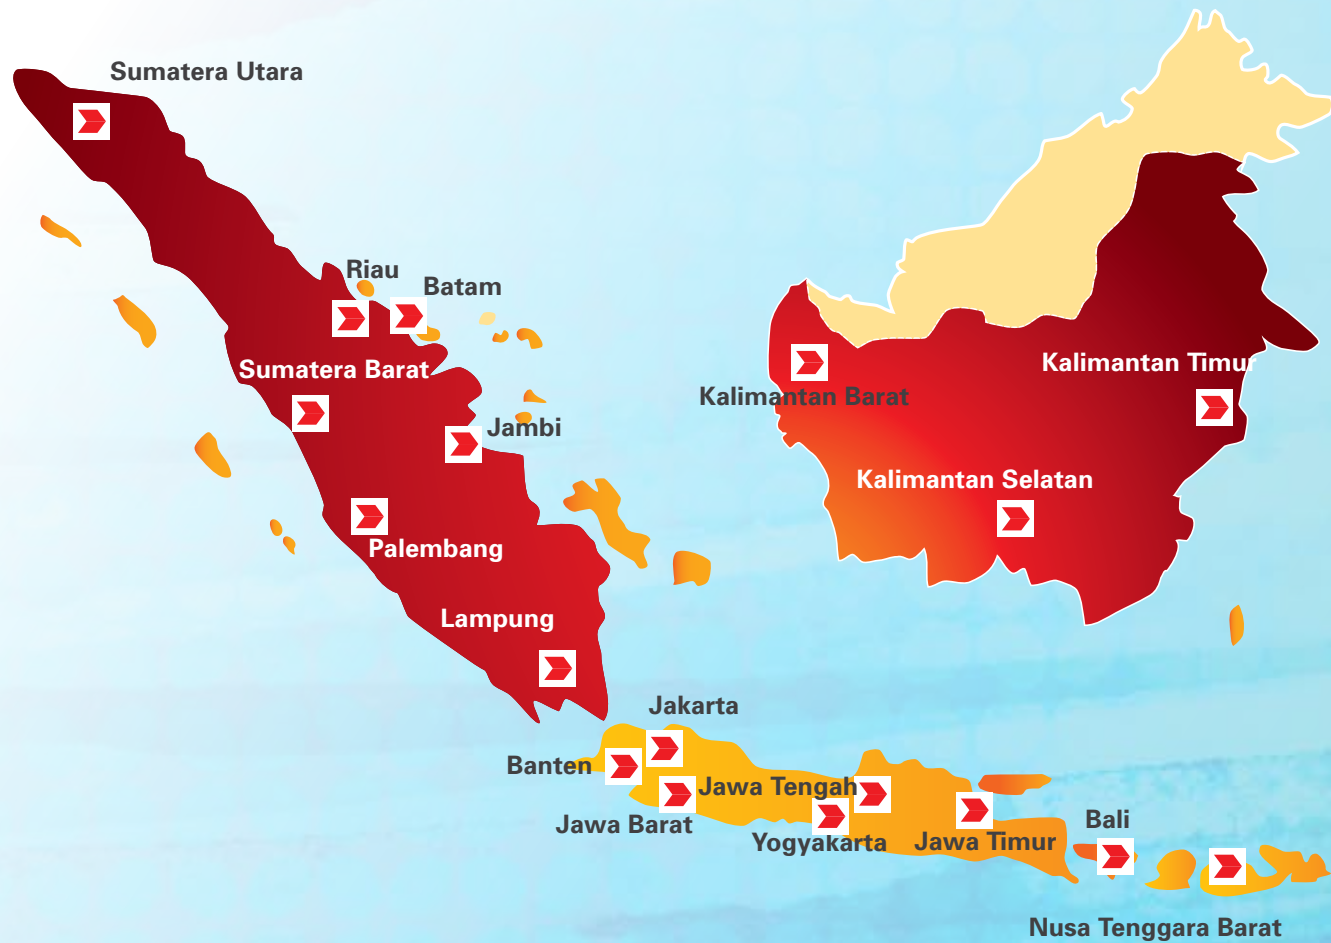 Sumatera Utara
Riau
Batam
Sumatera Barat
Jambi
Palembang
Lampung
Kalimantan Barat
Kalimantan Timur
Kalimantan Selatan
Jakarta
Banten
Jawa Tengah
Jawa Barat
Yogyakarta
Jawa Timur
Bali
Nusa Tenggara Barat